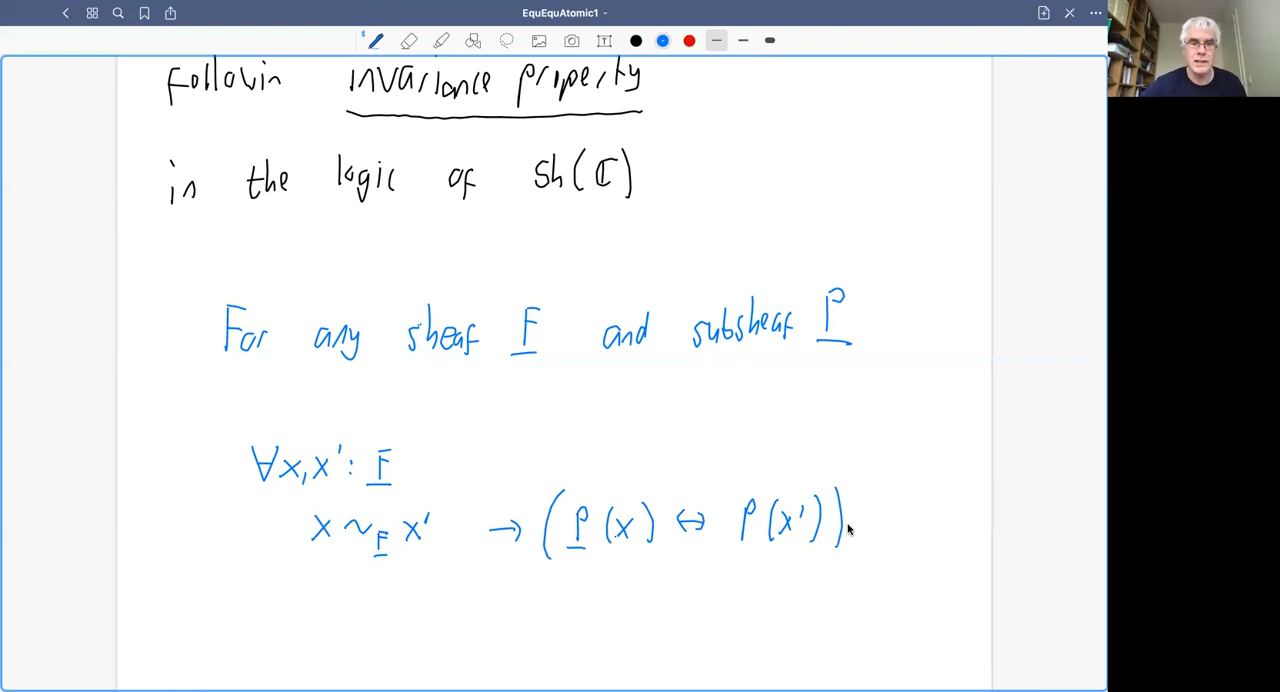 EquEquAtomic1
Followin invariance property
in the logic of Sh(ℂ)
For any sheaf F and subsheaf P
∀x,x' : F
x ~F x' → (P(x) ↔ P(x'))